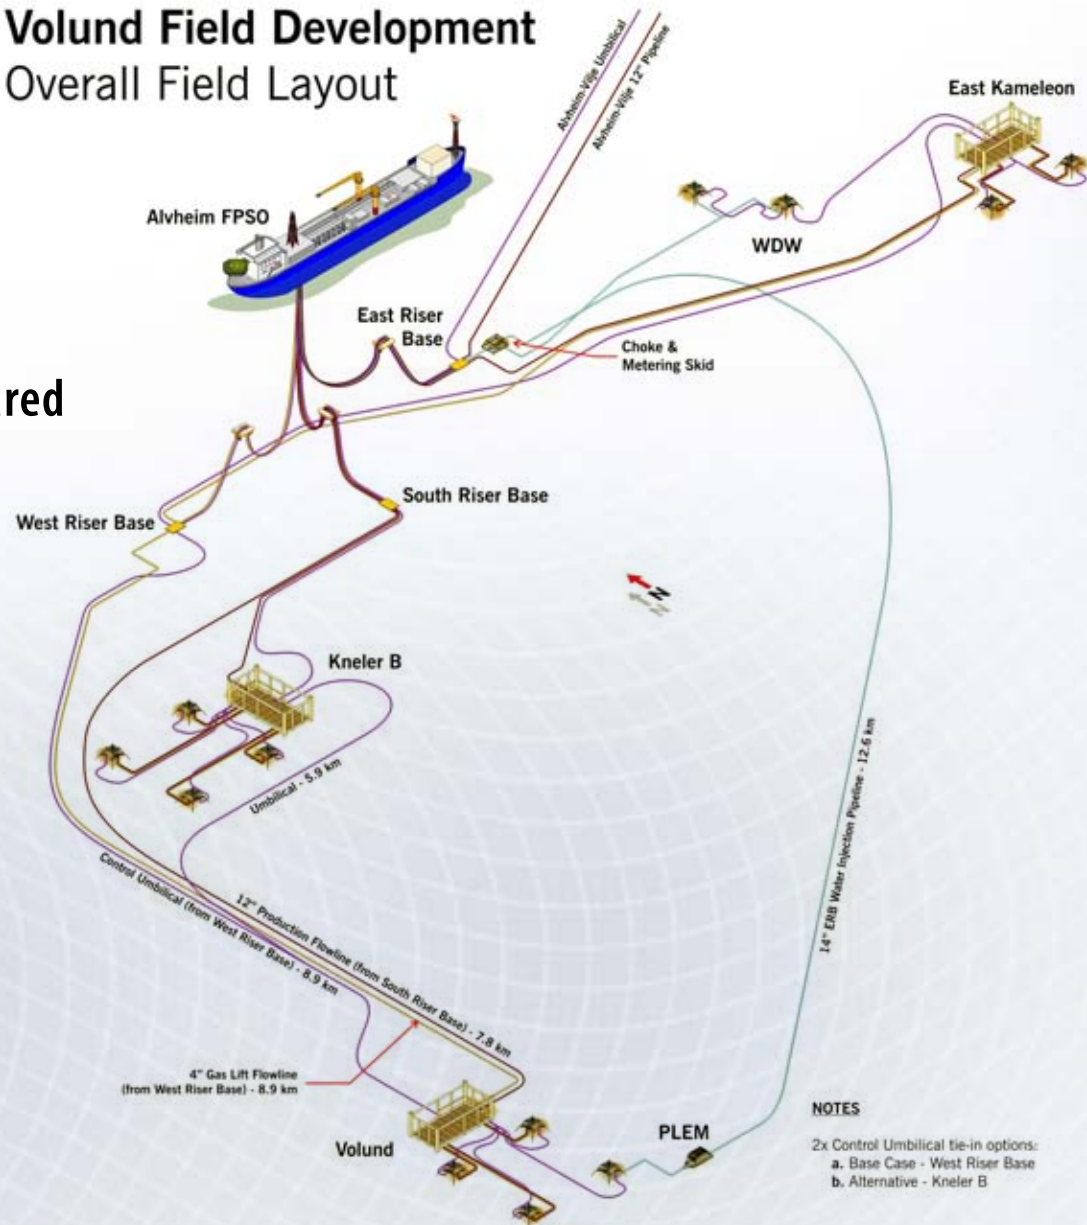 Volund Field Development
Overall Field Layout
Alvheim-Vilje Umbilical
Alvheim-Vilje 12" Pipeline
East Kameleon
Alvheim FPSO
WDW
East Riser
Base
Choke &
Metering Skid
red
South Riser Base
West Riser Base
N
Kneler B
Umbilical - 5.9 km
14" ERB Water Injection Pipeline - 12.6 km
Control Umbilical (from West Riser Base) - 8.9 km
12" Production Flowline (from South Riser Base) - 7.8 km
4" Gas Lift Flowline
(from West Riser Base) - 8.9 km
Volund
PLEM
NOTES
2x Control Umbilical tie-in options:
a. Base Case - West Riser Base
b. Alternative - Kneler B